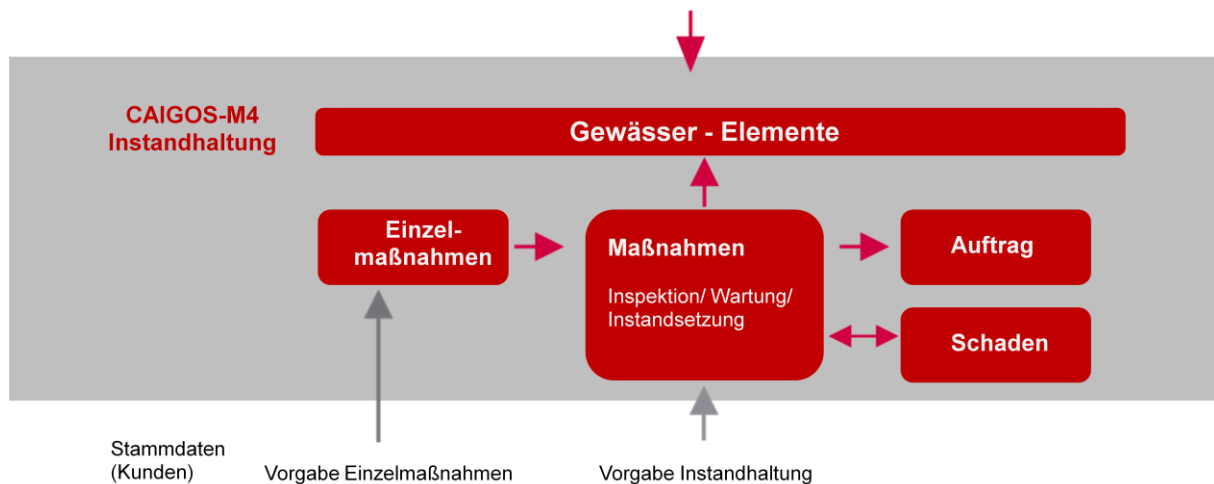 CAIGOS-M4
Instandhaltung
Gewässer - Elemente
Einzel-
maßnahmen
Maßnahmen
Inspektion/ Wartung/
Instandsetzung
Auftrag
Schaden
Stammdaten
(Kunden)
Vorgabe Einzelmaßnahmen
Vorgabe Instandhaltung